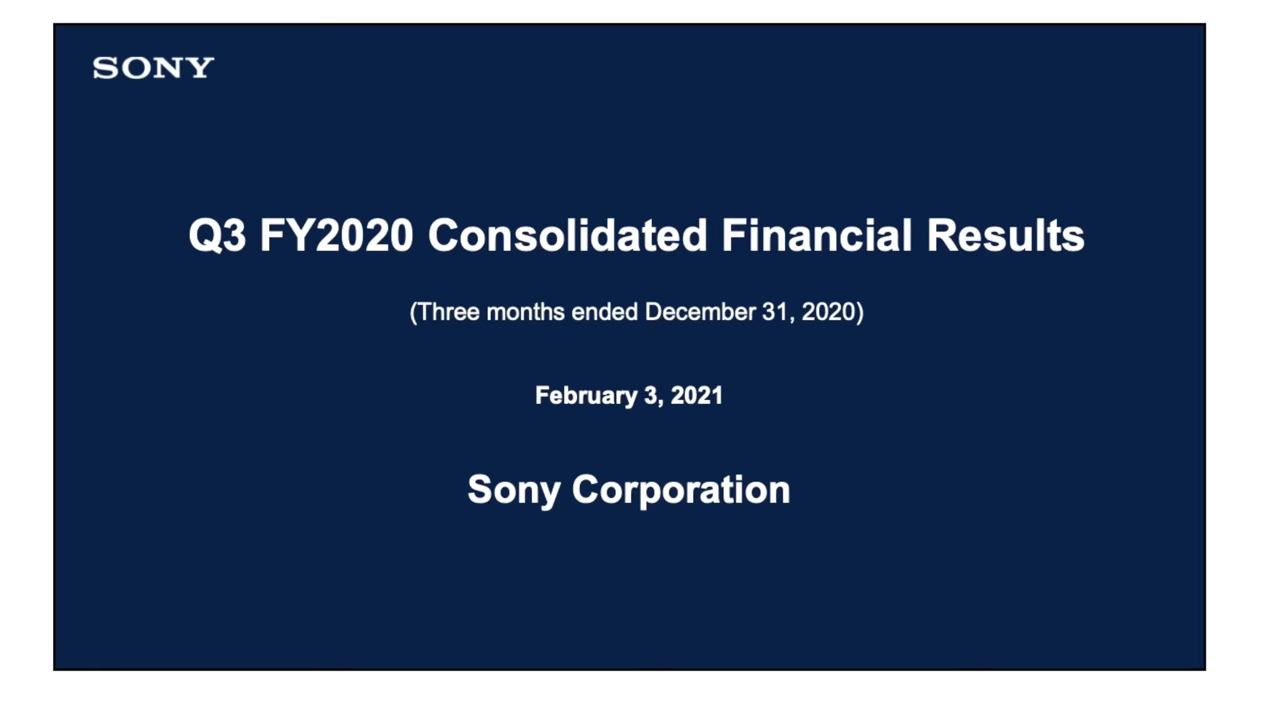 SONY
Q3 FY2020 Consolidated Financial Results
(Three months ended December 31, 2020)
February 3, 2021
Sony Corporation